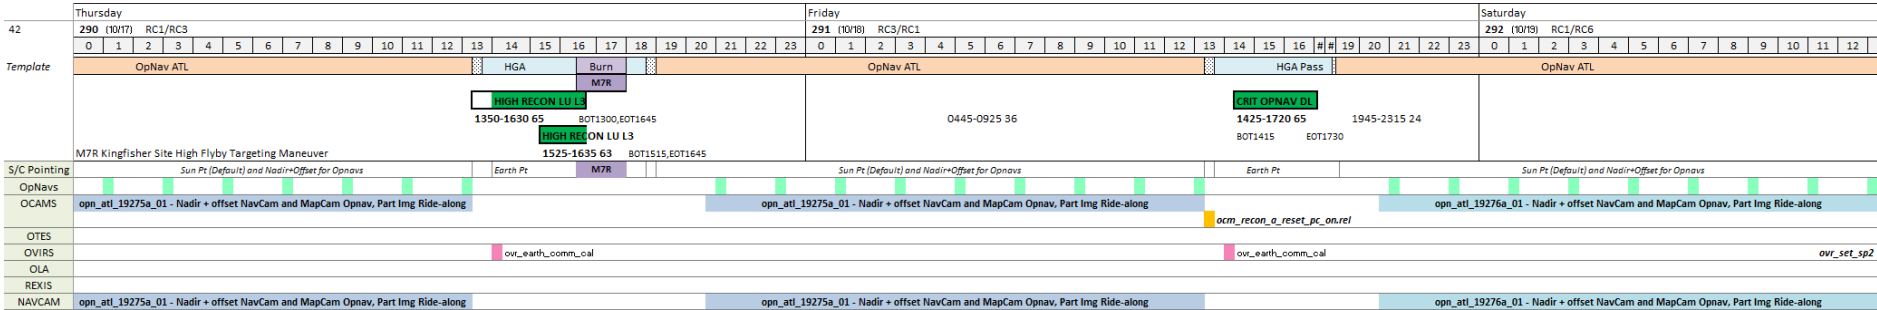 Thursday Friday Saturday
42 290 (10/17) RC1/RC3 291 (10/18) RC3/RC1 292 (10/19) RC1/RC6
0 1 2 3 4 5 6 7 8 9 10 11 12 13 14 15 16 17 18 19 20 21 22 23 0 1 2 3 4 5 6 7 8 9 10 11 12 13 14 15 16 # # 19 20 21 22 23 0 1 2 3 4 5 6 7 8 9 10 11 12
Template OpNav ATL HGA Burn OpNav ATL HGA Pass OpNav ATL
M7R
HIGH RECON LU L3 CRIT OPNAV DL
1350-1630 65 BOT1300,EOT1645 0445-0925 36 1425-1720 65 1945-2315 24
HIGH RECON LU L3 BOT1415 EOT1730
M7R Kingfisher Site High Flyby Targeting Maneuver 1525-1635 63 BOT1515,EOT1645
S/C Pointing Sun Pt (Default) and Nadir+Offset for Opnavs Earth Pt M7R Sun Pt (Default) and Nadir+Offset for Opnavs Earth Pt Sun Pt (Default) and Nadir+Offset for Opnavs
OpNavs
OCAMS opn_atl_19275a_01 - Nadir + offset NavCam and MapCam Opnav, Part Img Ride-along opn_atl_19275a_01 - Nadir + offset NavCam and MapCam Opnav, Part Img Ride-along opn_atl_19276a_01 - Nadir + offset NavCam and MapCam Opnav, Part Img Ride-along
ocm_recon_a_reset_pc_on.rel
OTES
OVIRS ovr_earth_comm_cal ovr_earth_comm_cal ovr_set_sp2
OLA
REXIS
NAVCAM opn_atl_19275a_01 - Nadir + offset NavCam and MapCam Opnav, Part Img Ride-along opn_atl_19275a_01 - Nadir + offset NavCam and MapCam Opnav, Part Img Ride-along opn_atl_19276a_01 - Nadir + offset NavCam and MapCam Opnav, Part Img Ride-along